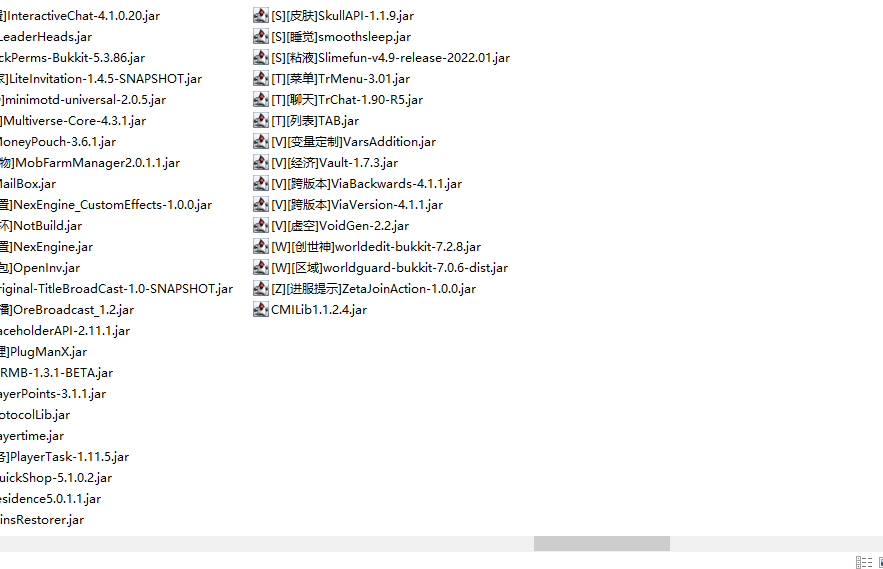 置]InteractiveChat-4.1.0.20.jar
LeaderHeads.jar
ckPerms-Bukkit-5.3.86.jar
家]LiteInvitation-1.4.5-SNAPSHOT.jar
]minimotd-universal-2.0.5.jar
]Multiverse-Core-4.3.1.jar
MoneyPouch-3.6.1.jar
物]MobFarmManager2.0.1.1.jar
MailBox.jar
置]NexEngine_CustomEffects-1.0.0.jar
坏]NotBuild.jar
置]NexEngine.jar
包]OpenInv.jar
riginal-TitleBroadCast-1.0-SNAPSHOT.jar
播]OreBroadcast_1.2.jar
aceholderAPI-2.11.1.jar
理]PlugManX.jar
RMB-1.3.1-BETA.jar
ayerPoints-3.1.1.jar
otocolLib.jar
ayertime.jar
务]PlayerTask-1.11.5.jar
uickShop-5.1.0.2.jar
esidence5.0.1.1.jar
insRestorer.jar
[S][皮肤]SkullAPI-1.1.9.jar
[S][睡觉]smoothsleep.jar
[S][粘液]Slimefun-v4.9-release-2022.01.jar
[T][菜单]TrMenu-3.01.jar
[T][聊天]TrChat-1.90-R5.jar
[T][列表]TAB.jar
[V][变量定制]VarsAddition.jar
[V][经济]Vault-1.7.3.jar
[V][跨版本]ViaBackwards-4.1.1.jar
[V][跨版本]ViaVersion-4.1.1.jar
[V][虚空]VoidGen-2.2.jar
[W][创世神]worldedit-bukkit-7.2.8.jar
[W][区域]worldguard-bukkit-7.0.6-dist.jar
[Z][进服提示]ZetaJoinAction-1.0.0.jar
CMILib1.1.2.4.jar